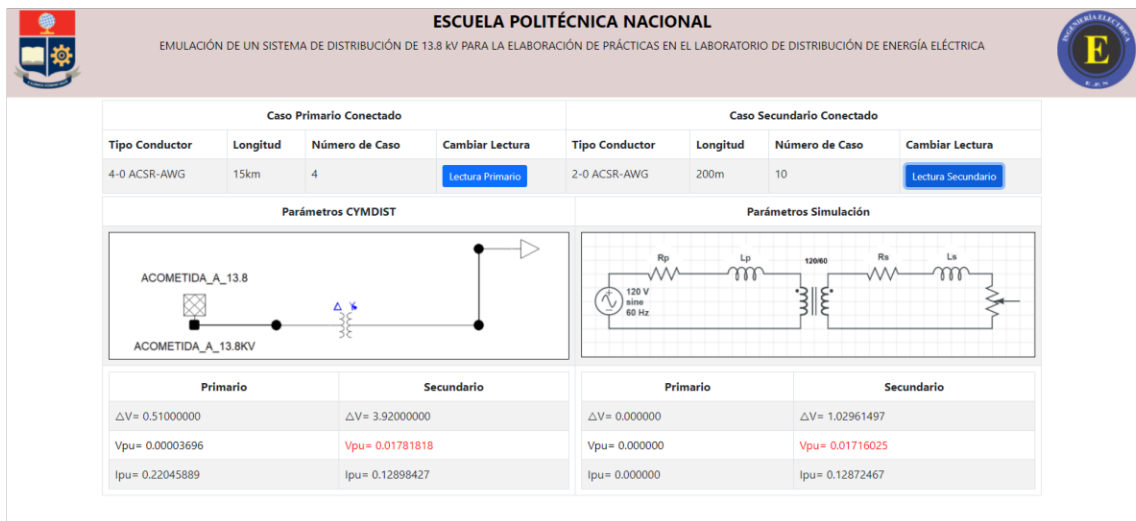 ESCUELA POLITÉCNICA NACIONAL
EMULACIÓN DE UN SISTEMA DE DISTRIBUCIÓN DE 13.8 kV PARA LA ELABORACIÓN DE PRÁCTICAS EN EL LABORATORIO DE DISTRIBUCIÓN DE ENERGÍA ELÉCTRICA
INGENIERÍA ELÉCTRICA
E
E.P.N
Caso Primario Conectado Caso Secundario Conectado
Tipo Conductor Longitud Número de Caso Cambiar Lectura Tipo Conductor Longitud Número de Caso Cambiar Lectura
4-0 ACSR-AWG 15km 4 Lectura Primario 2-0 ACSR-AWG 200m 10 Lectura Secundario
Parámetros CYMDIST Parámetros Simulación
ACOMETIDA_A_13.8
ACOMETIDA_A_13.8KV
Rp Lp 120/60 Rs Ls
120 V
sine
60 Hz
Primario Secundario Primario Secundario
△V= 0.51000000 △V= 3.92000000 △V= 0.000000 △V= 1.02961497
Vpu= 0.00003696 Vpu= 0.01781818 Vpu= 0.000000 Vpu= 0.01716025
Ipu= 0.22045889 Ipu= 0.12898427 Ipu= 0.000000 Ipu= 0.12872467